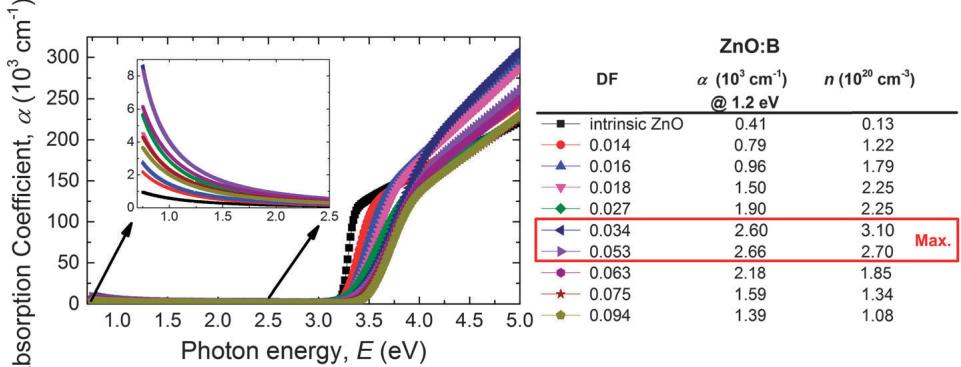 bsorption Coefficient, α (10³ cm⁻¹)
300
250
200
150
100
50
0
1.0 1.5 2.0 2.5 3.0 3.5 4.0 4.5 5.0
Photon energy, E (eV)
8
6
4
2
0
1.0 1.5 2.0 2.5
ZnO:B
DF α (10³ cm⁻¹) n (10²⁰ cm⁻³)
@ 1.2 eV
intrinsic ZnO 0.41 0.13
0.014 0.79 1.22
0.016 0.96 1.79
0.018 1.50 2.25
0.027 1.90 2.25
0.034 2.60 3.10
0.053 2.66 2.70
Max.
0.063 2.18 1.85
0.075 1.59 1.34
0.094 1.39 1.08